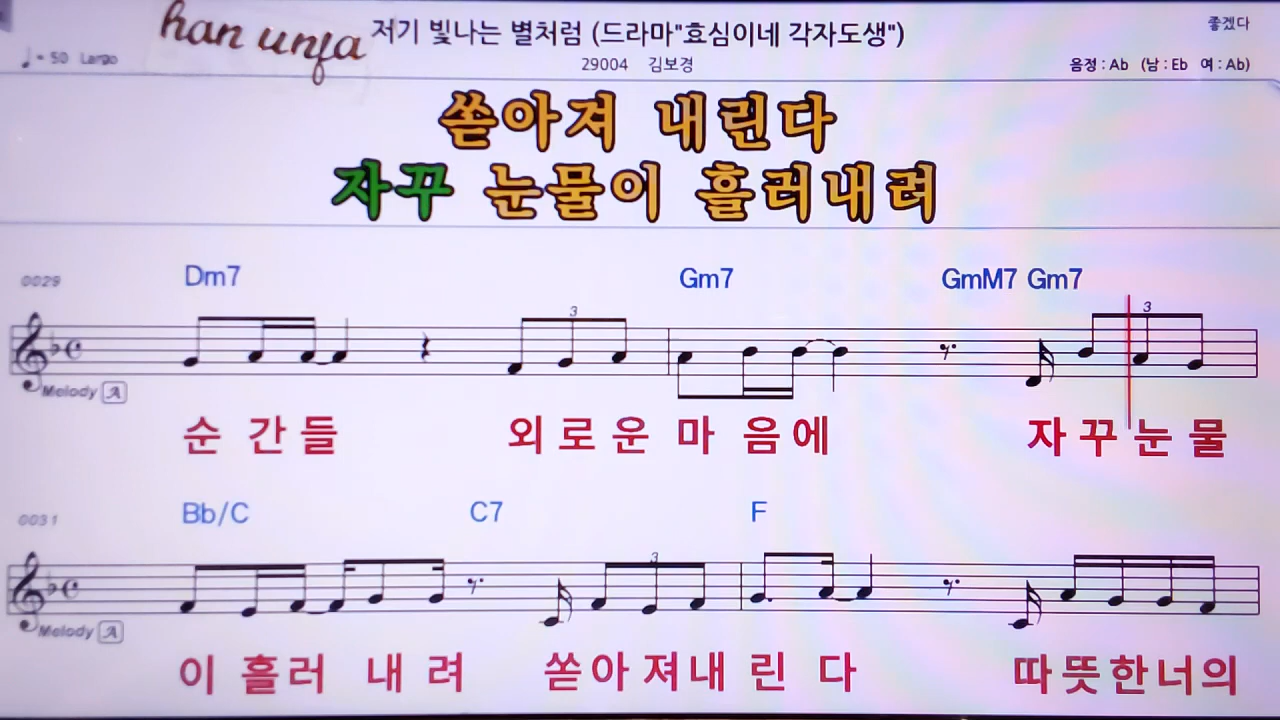 han unfa
저기 빛나는 별처럼 (드라마"효심이네 각자도생")
좋겠다
♩= 50 Largo
29004 김보경
음정 : Ab (남 : Eb 여 : Ab)
쏟아져 내린다
자꾸 눈물이 흘러내려
0029 Dm7 Gm7 GmM7 Gm7
3 3
Melody A
순 간 들 외 로 운 마 음 에 자 꾸 눈 물
0031 Bb/C C7 F
3
Melody A
이 흘 러 내 려 쏟 아 져 내 린 다 따 뜻 한 너 의